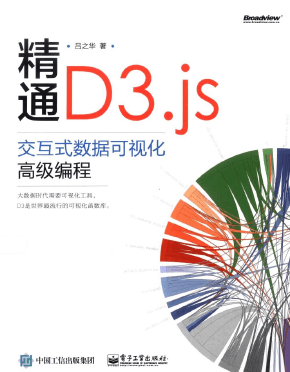 Broadview
吕之华 著
精通D3.js
交互式数据可视化
高级编程
大数据时代需要可视化工具，
D3是世界最流行的可视化函数库。
中国工信出版集团
电子工业出版社